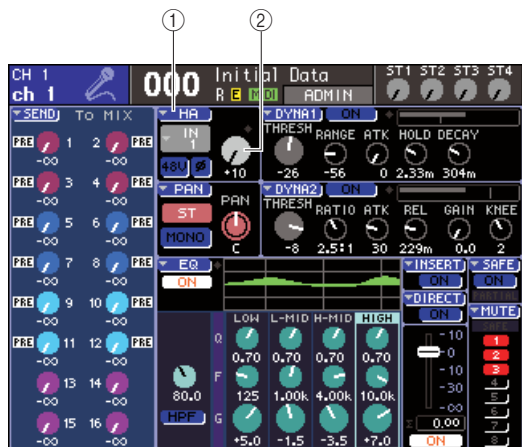 ① ②
CH 1
ch 1
000 Initial Data
R E MIDI ADMIN
ST1 ST2 ST3 ST4
SEND TO MIX
PRE 1 2 PRE
-∞ -∞
PRE 3 4 PRE
-∞ -∞
PRE 5 6 PRE
-∞ -∞
PRE 7 8 PRE
-∞ -∞
PRE 9 10 PRE
-∞ -∞
PRE 11 12 PRE
-∞ -∞
13 14
-∞ -∞
15 16
-∞ -∞
HA
IN
1
48V Ø
+10
PAN
ST
MONO
PAN
C
DYNA1 ON
THRESH RANGE ATK HOLD DECAY
-26 -56 0 2.33m 304m
DYNA2 ON
THRESH RATIO ATK REL GAIN KNEE
-8 2.5:1 30 229m 0.0 2
EQ
ON
LOW L-MID H-MID HIGH
Q
0.70 0.70 0.70 0.70
F
80.0 125 1.00k 4.00k 10.0k
HPF G
+5.0 -1.5 -3.5 +7.0
INSERT
ON
DIRECT
ON
-10
-0
-10
-30
-∞
Σ 0.00
ON
SAFE
ON
PARTIAL
MUTE
SAFE
1
2
3
4
5
6
7
8